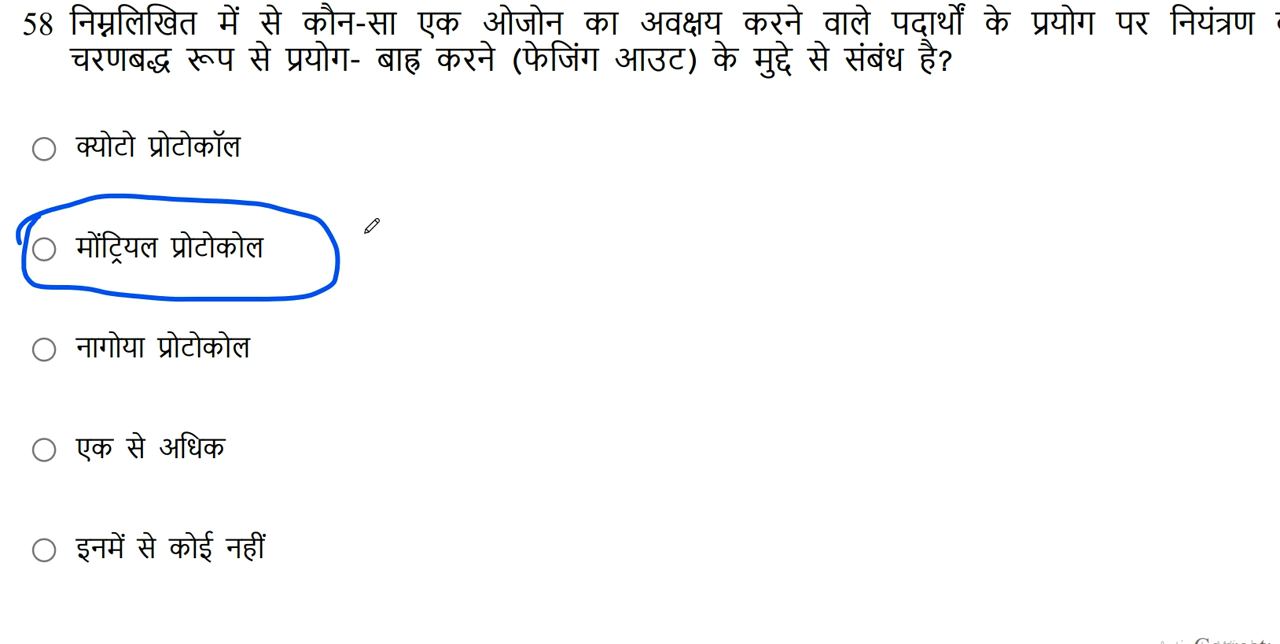 58 निम्नलिखित में से कौन-सा एक ओजोन का अवक्षय करने वाले पदार्थों के प्रयोग पर नियंत्रण
चरणबद्ध रूप से प्रयोग- बाह्र करने (फेजिंग आउट) के मुद्दे से संबंध है?
क्योटो प्रोटोकॉल
मोंट्रियल प्रोटोकोल
नागोया प्रोटोकोल
एक से अधिक
इनमें से कोई नहीं